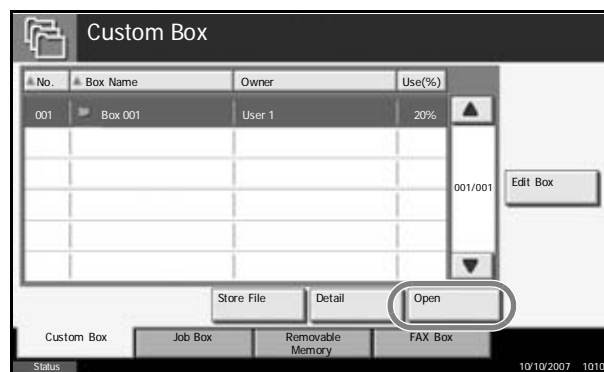 Custom Box
No. Box Name Owner Use(%)
001 Box 001 User 1 20%
001/001
Edit Box
Store File Detail Open
Custom Box Job Box Removable Memory FAX Box
Status 10/10/2007 1010